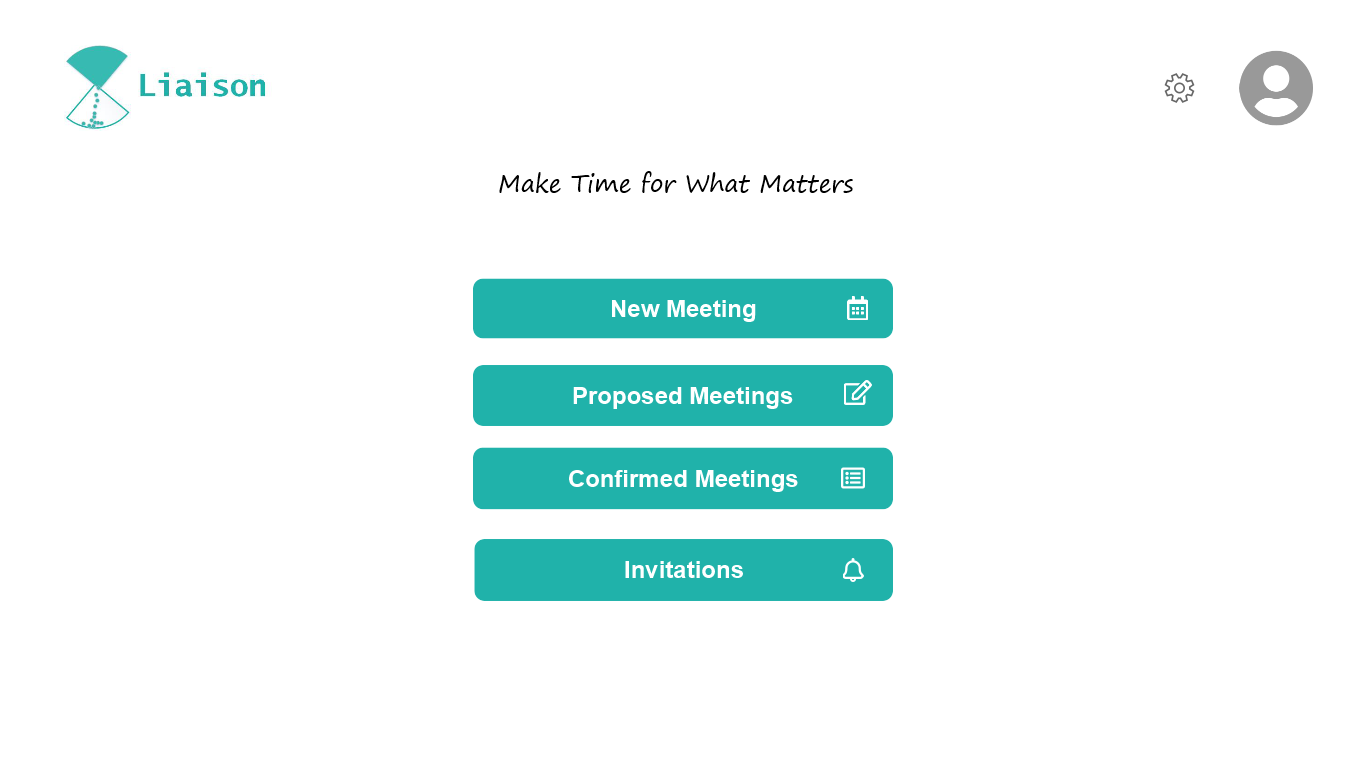 Liaison
Make Time for What Matters
New Meeting
Proposed Meetings
Confirmed Meetings
Invitations